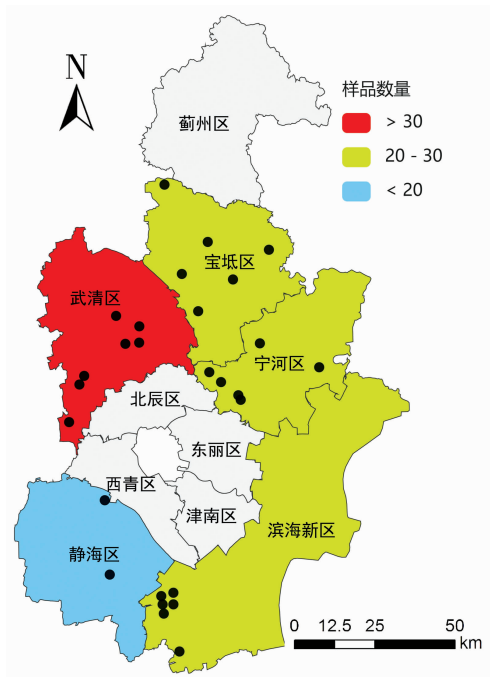 N
样品数量
> 30
20 - 30
< 20
蓟州区
宝坻区
武清区
宁河区
北辰区
东丽区
西青区
津南区
滨海新区
静海区
0 12.5 25 50
km